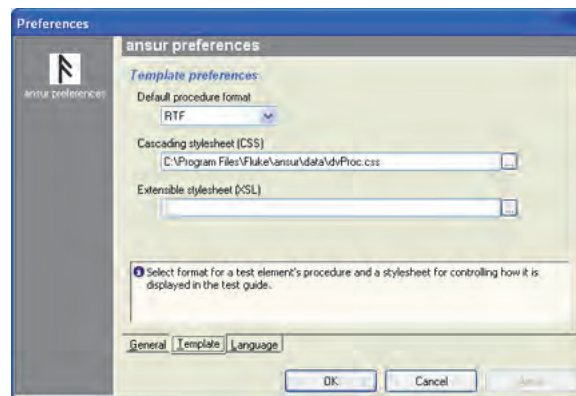 Preferences
ansur preferences
ansur preferences
Template preferences
Default procedure format
RTF
Cascading stylesheet (CSS)
C:\Program Files\Fluke\ansur\data\dvProc.css
...
Extensible stylesheet (XSL)
...
Select format for a test element's procedure and a stylesheet for controlling how it is
displayed in the test guide.
General Template Language
OK Cancel